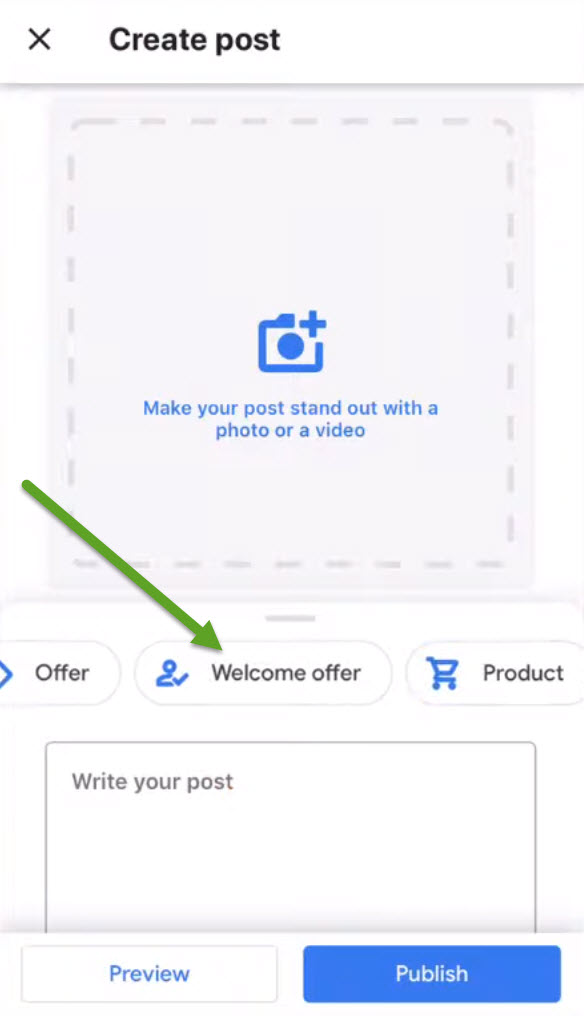 Create post
Make your post stand out with a
photo or a video
Offer
Welcome offer
Product
Write your post
Preview
Publish